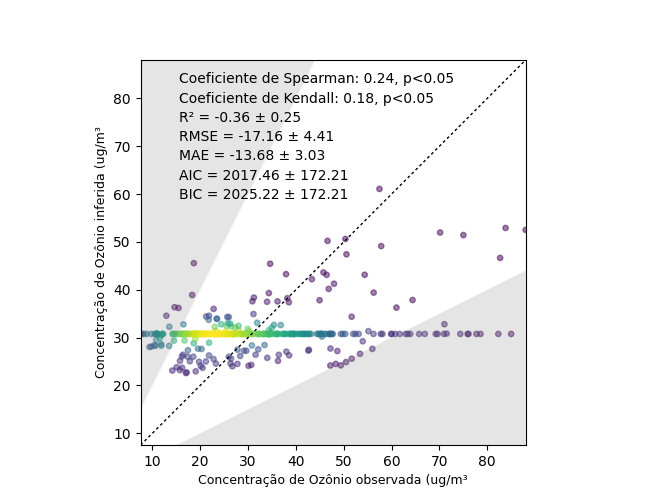 Coeficiente de Spearman: 0.24, p<0.05
Coeficiente de Kendall: 0.18, p<0.05
R² = -0.36 ± 0.25
RMSE = -17.16 ± 4.41
MAE = -13.68 ± 3.03
AIC = 2017.46 ± 172.21
BIC = 2025.22 ± 172.21
Concentração de Ozônio inferida (ug/m³
80
70
60
50
40
30
20
10
10 20 30 40 50 60 70 80
Concentração de Ozônio observada (ug/m³